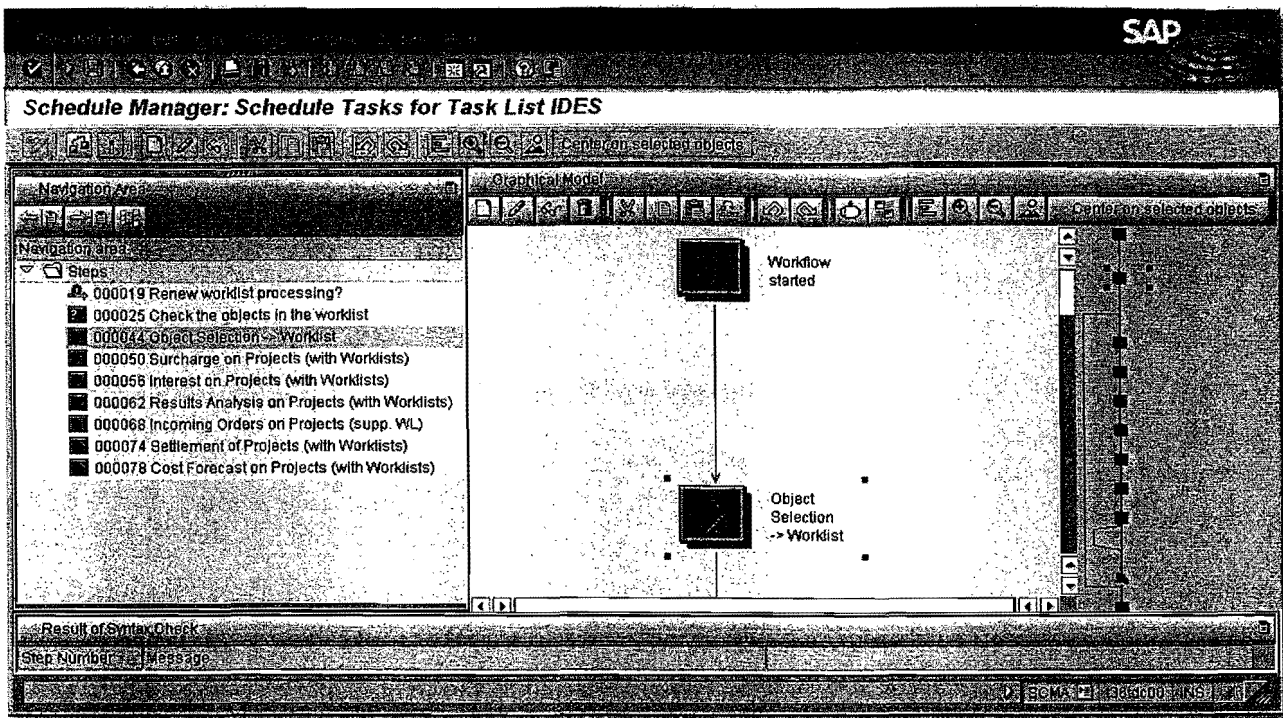 SAP
Schedule Manager: Schedule Tasks for Task List IDES
Center on selected objects
Navigation Area
Navigation area
Steps
000019 Renew worklist processing?
000025 Check the objects in the worklist
000044 Object Selection -> Worklist
000050 Surcharge on Projects (with Worklists)
000056 Interest on Projects (with Worklists)
000062 Results Analysis on Projects (with Worklists)
000068 Incoming Orders on Projects (supp. WL)
000074 Settlement of Projects (with Worklists)
000078 Cost Forecast on Projects (with Worklists)
Graphical Model
Center on selected objects
Workflow
started
Object
Selection
-> Worklist
Result of Syntax Check
Step Number
Message
SCMA
INS